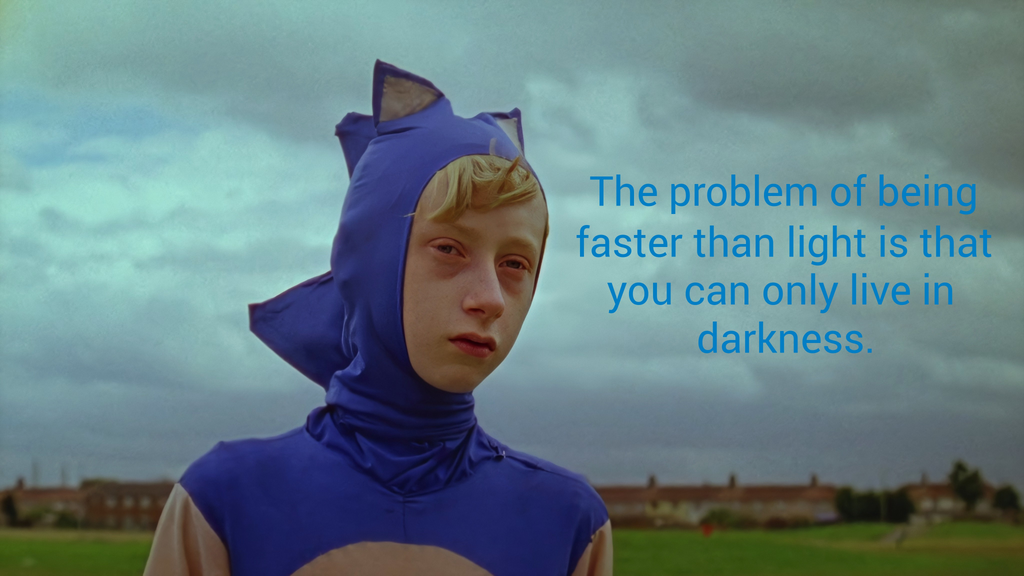 The problem of being
faster than light is that
you can only live in
darkness.